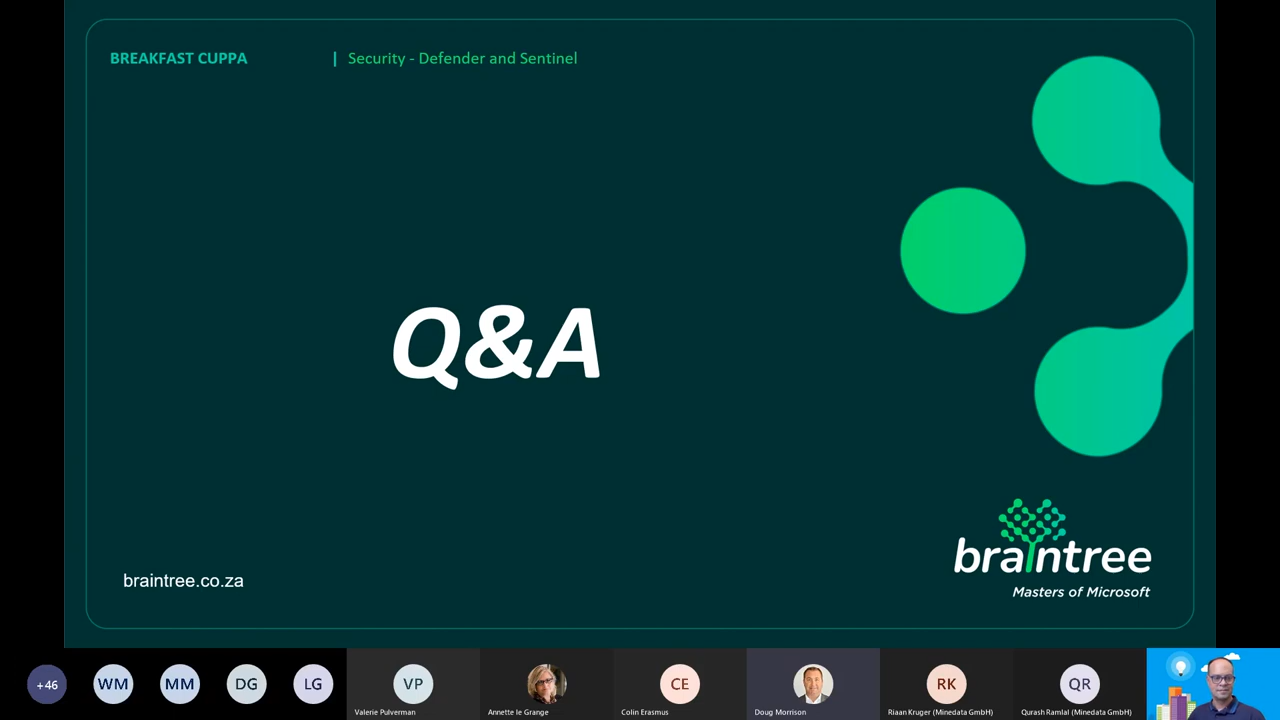 BREAKFAST CUPPA | Security - Defender and Sentinel
Q&A
braintree
Masters of Microsoft
braintree.co.za
+46 WM MM DG LG VP CE RK QR
Valerie Pulverman Annette le Grange Colin Erasmus Doug Morrison Riaan Kruger (Minedata GmbH) Qurash Ramlal (Minedata GmbH)